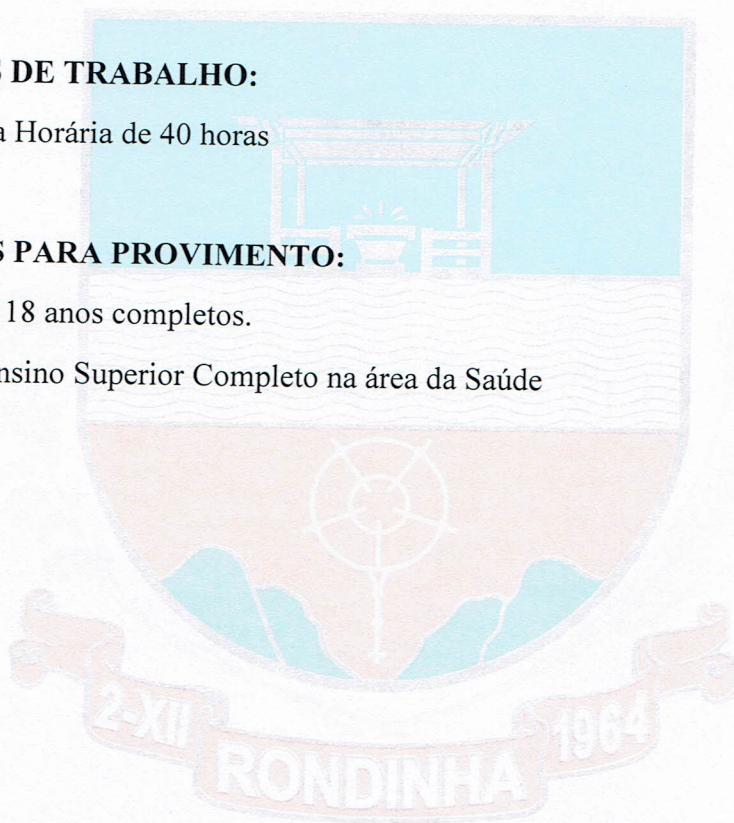 S DE TRABALHO:
a Horária de 40 horas
S PARA PROVIMENTO:
18 anos completos.
nsino Superior Completo na área da Saúde
2-XII
RONDINHA
1964